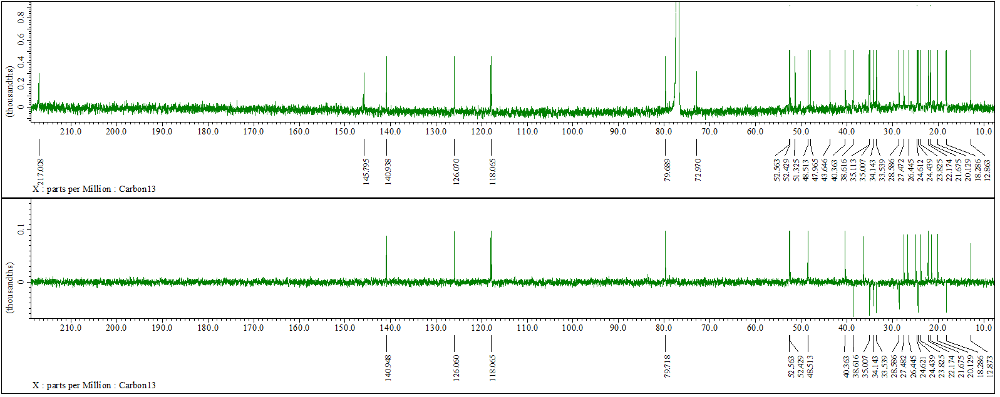 (thousandths)
0 0.2 0.4 0.6 0.8
210.0 200.0 190.0 180.0 170.0 160.0 150.0 140.0 130.0 120.0 110.0 100.0 90.0 80.0 70.0 60.0 50.0 40.0 30.0 20.0 10.0
217.008 145.795 140.938 126.070 118.065 79.689 72.970 52.563 52.429 51.325 48.513 47.965 43.646 40.363 38.616 35.113 35.007 34.143 33.539 28.586 27.472 26.445 24.612 24.439 23.825 22.174 21.675 20.129 18.286 12.863
X : parts per Million : Carbon13
(thousandths)
0 0.1
210.0 200.0 190.0 180.0 170.0 160.0 150.0 140.0 130.0 120.0 110.0 100.0 90.0 80.0 70.0 60.0 50.0 40.0 30.0 20.0 10.0
140.948 126.060 118.065 79.718 52.563 52.429 48.513 40.363 38.616 35.007 34.143 33.539 28.586 27.482 26.445 24.621 24.439 23.825 22.174 21.675 20.129 18.286 12.873
X : parts per Million : Carbon13